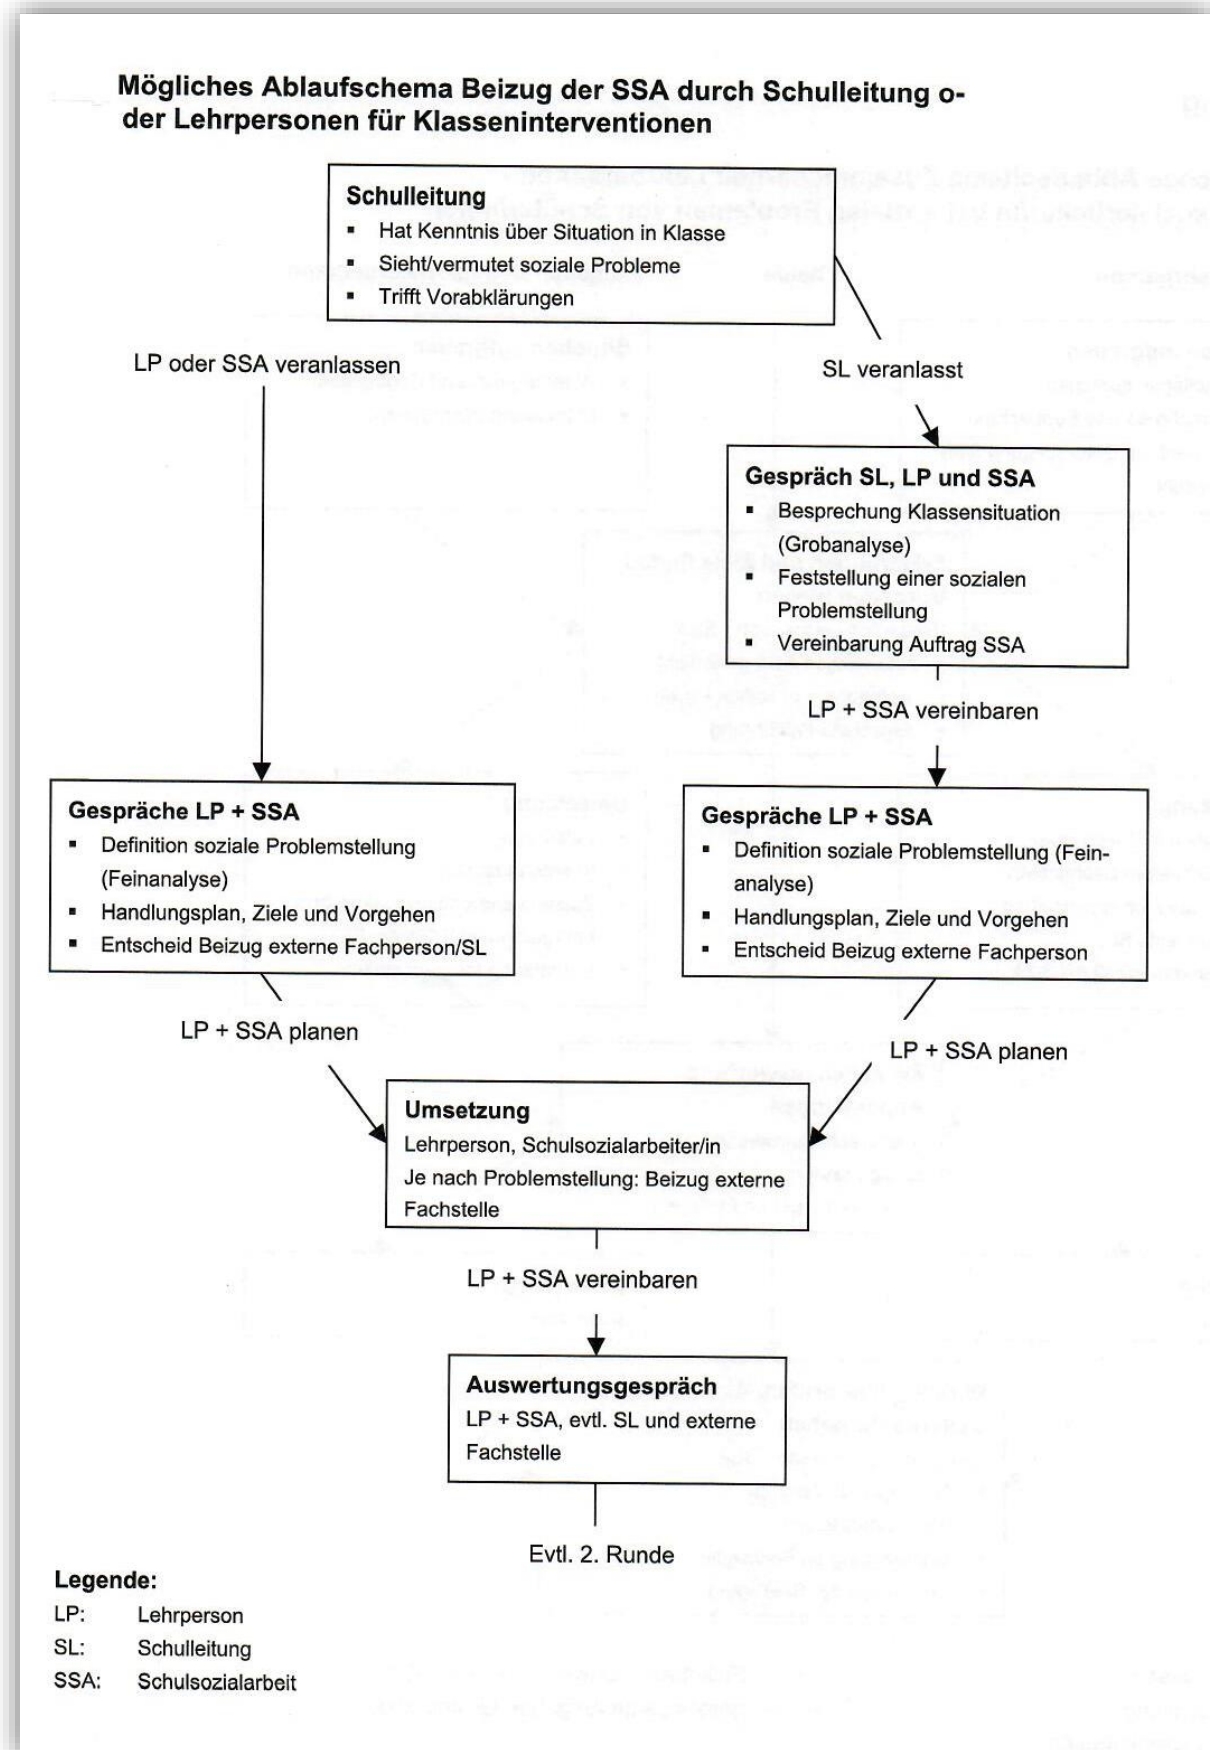 Mögliches Ablaufschema Beizug der SSA durch Schulleitung o-
der Lehrpersonen für Klasseninterventionen
Schulleitung
▪ Hat Kenntnis über Situation in Klasse
▪ Sieht/vermutet soziale Probleme
▪ Trifft Vorabklärungen
LP oder SSA veranlassen
SL veranlasst
Gespräch SL, LP und SSA
▪ Besprechung Klassensituation
(Grobanalyse)
▪ Feststellung einer sozialen
Problemstellung
▪ Vereinbarung Auftrag SSA
LP + SSA vereinbaren
Gespräche LP + SSA
▪ Definition soziale Problemstellung
(Feinanalyse)
▪ Handlungsplan, Ziele und Vorgehen
▪ Entscheid Beizug externe Fachperson/SL
Gespräche LP + SSA
▪ Definition soziale Problemstellung (Fein-
analyse)
▪ Handlungsplan, Ziele und Vorgehen
▪ Entscheid Beizug externe Fachperson
LP + SSA planen
LP + SSA planen
Umsetzung
Lehrperson, Schulsozialarbeiter/in
Je nach Problemstellung: Beizug externe
Fachstelle
LP + SSA vereinbaren
Auswertungsgespräch
LP + SSA, evtl. SL und externe
Fachstelle
Evtl. 2. Runde
Legende:
LP: Lehrperson
SL: Schulleitung
SSA: Schulsozialarbeit